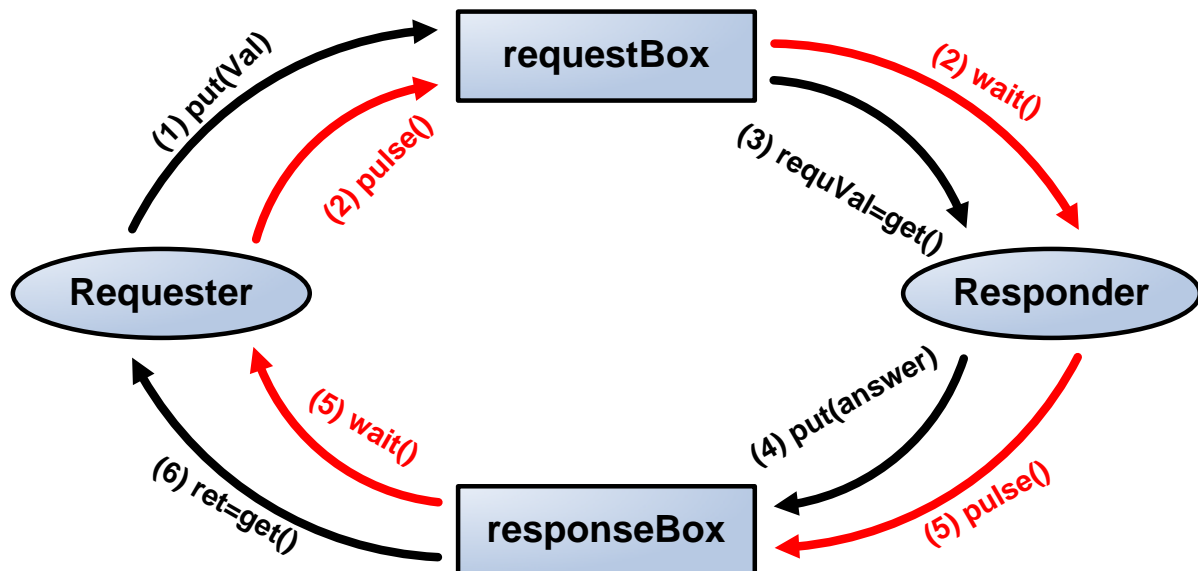 requestBox
(1) put(Val)
(2) pulse()
(2) wait()
(3) requVal=get()
Requester
Responder
(5) wait()
(6) ret=get()
(4) put(answer)
(5) pulse()
responseBox